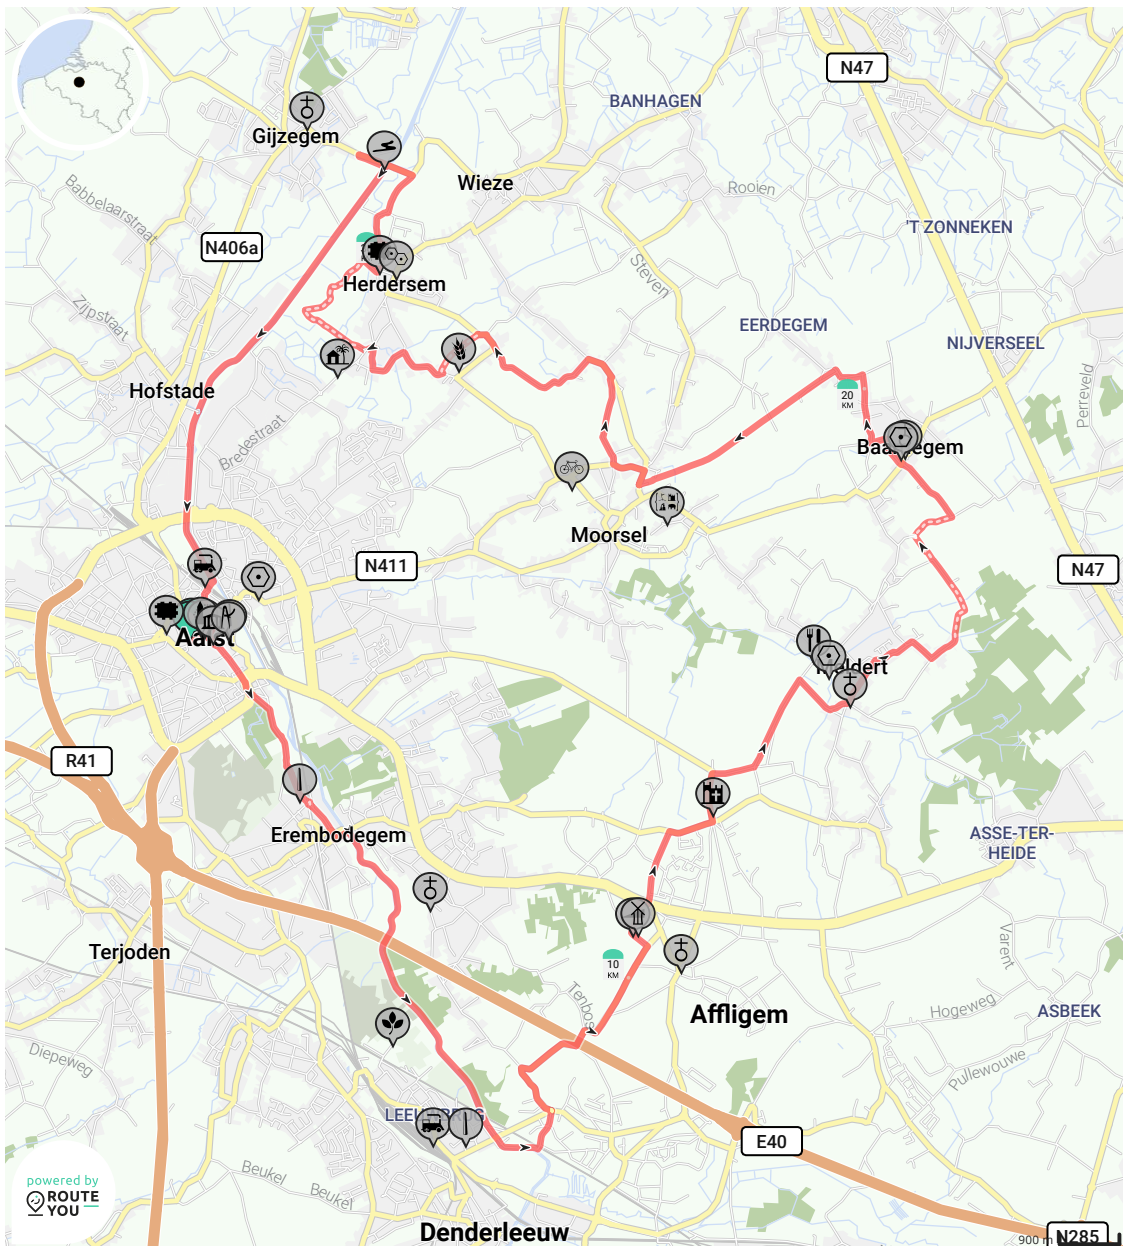 N47
BANHAGEN
Gijzegem
Wieze
Rooien
Babbelaarstraat
'T ZONNEKEN
N406a
Steven
Herdersem
Zijpstraat
EERDEGEM
NIJVERSEEL
Hofstade
20
KM
Perreveld
Bredestraat
Moorsel
N411
N47
Aalst
R41
Erembodegem
ASSE-TER-
HEIDE
Terjoden
10
KM
Varent
Tenbos
Affligem
Hogeweg
ASBEEK
Diepeweg
Pullewouwe
E40
Beukel
Beukel
powered by
ROUTE
YOU
Denderleeuw
900 m
N285